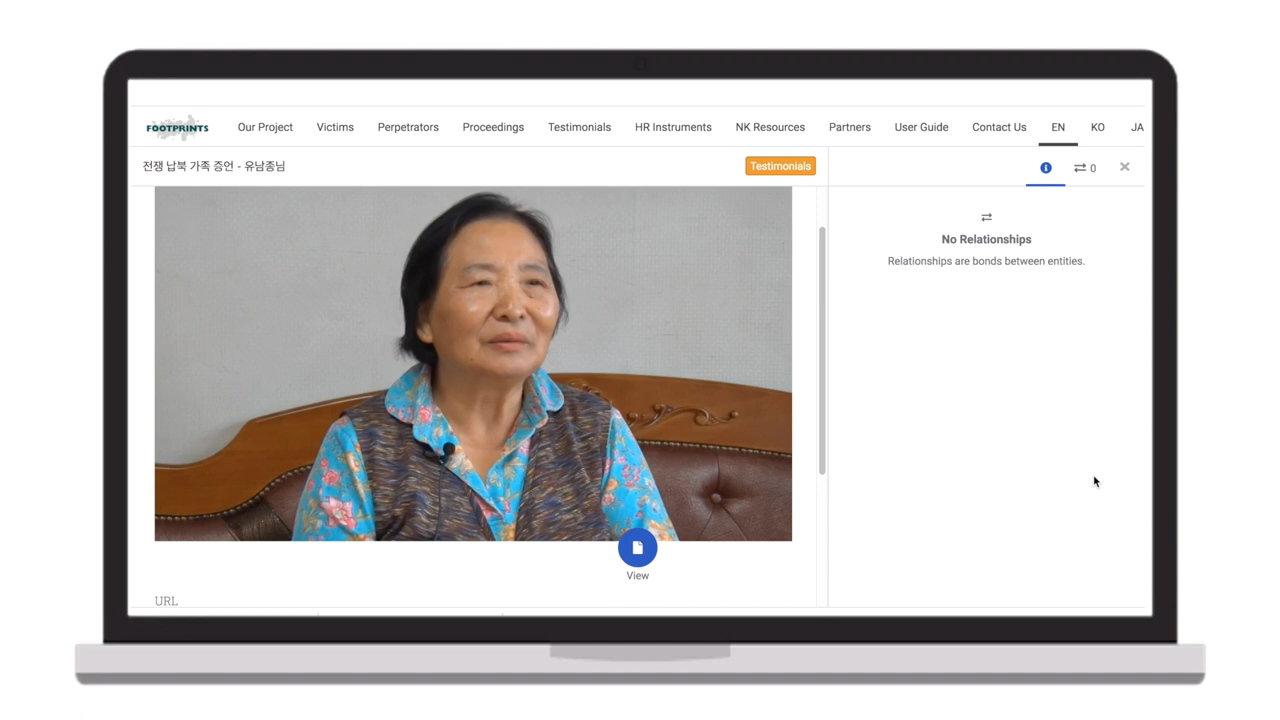 FOOTPRINTS Our Project Victims Perpetrators Proceedings Testimonials HR Instruments NK Resources Partners User Guide Contact Us EN KO JA
전쟁 납북 가족 증언 - 유남종님 Testimonials 0
No Relationships
Relationships are bonds between entities.
View
URL